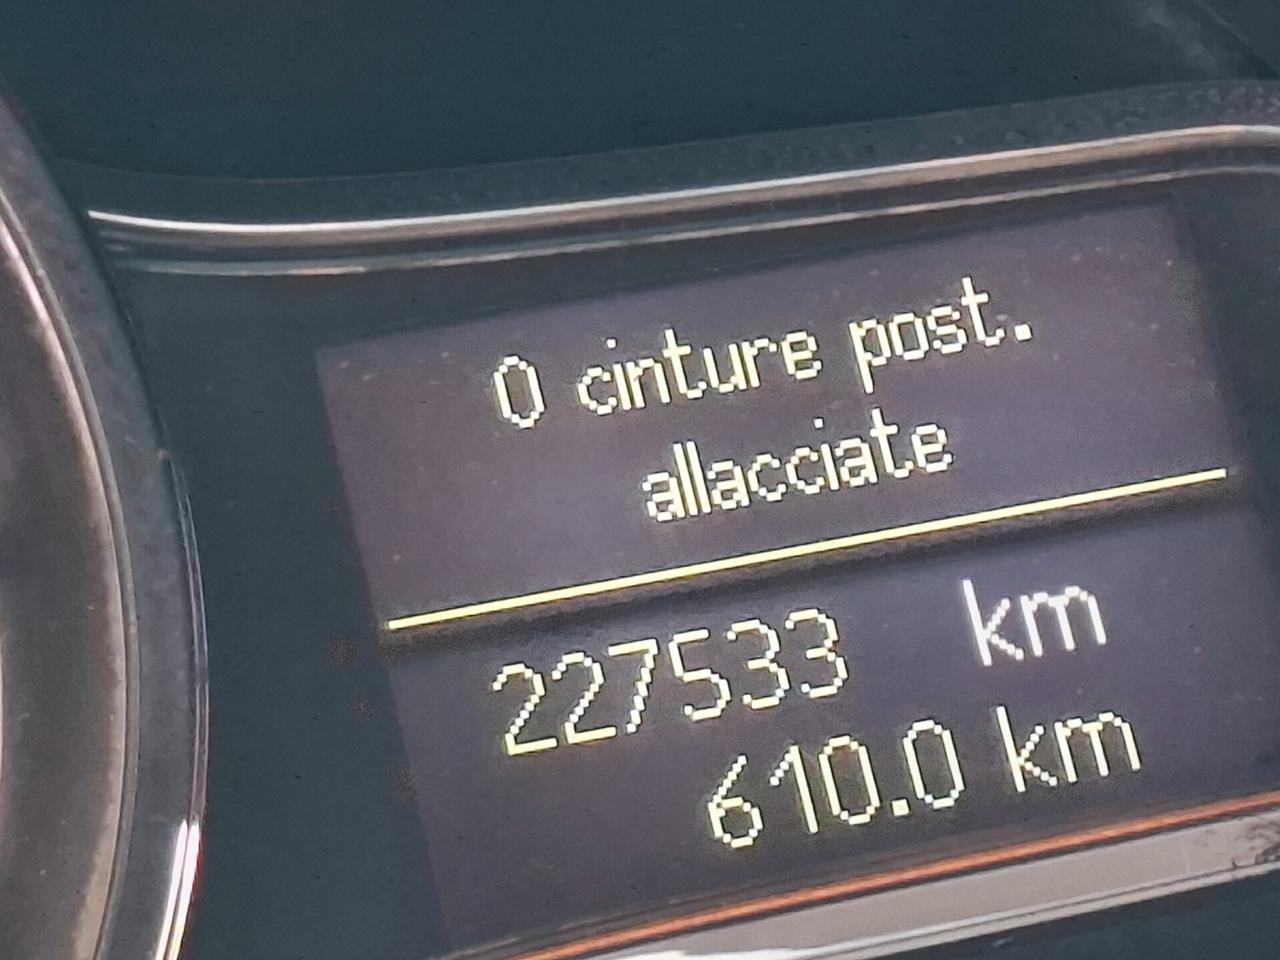 0 cinture post.
allacciate
227533 km
610.0 km